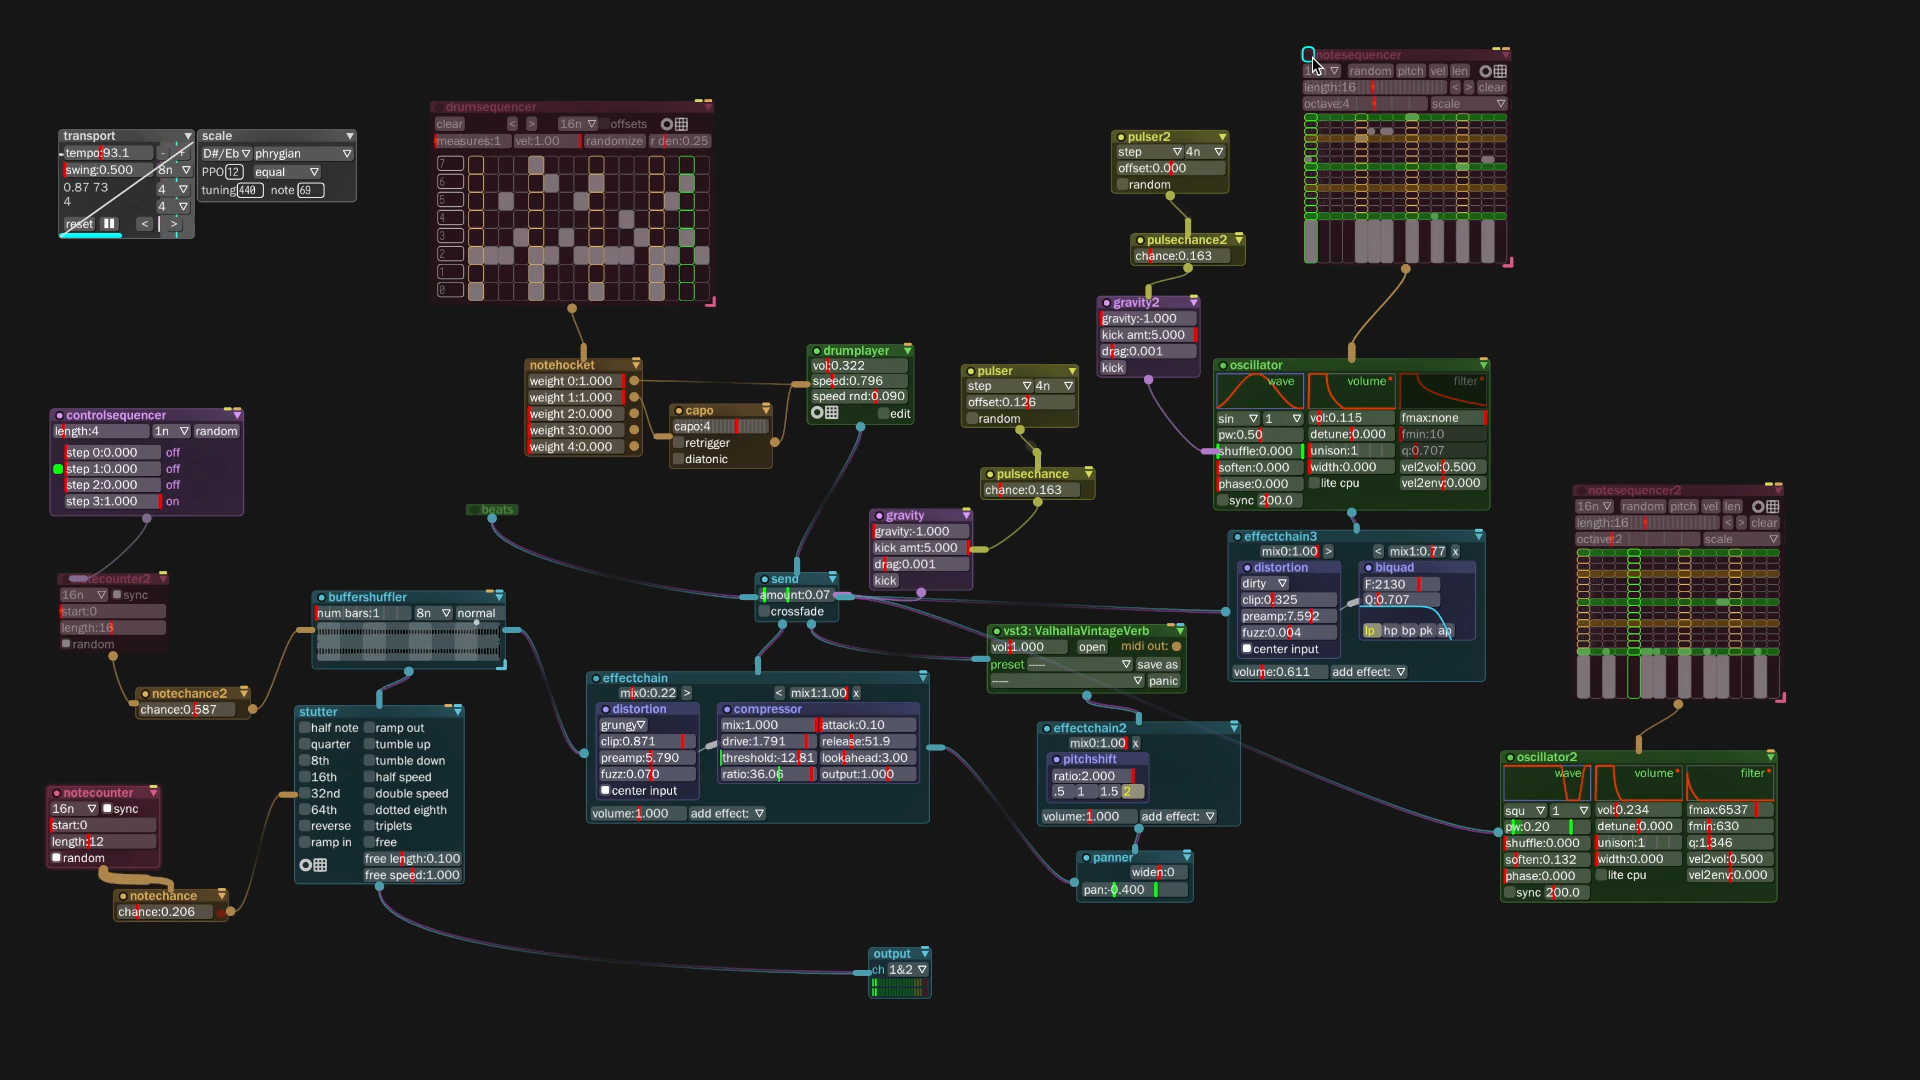 transport
tempo:93.1 - +
swing:0.500 8n
0.87 73 4
4 4
reset < >
scale
D#/Eb phrygian
PPO 12 equal
tuning 440 note 69
drumsequencer
clear < > 16n offsets
measures:1 vel:1.00 randomize r den:0.25
7
6
5
4
3
2
1
0
notehocket
weight 0:1.000
weight 1:1.000
weight 2:0.000
weight 3:0.000
weight 4:0.000
capo
capo:4
retrigger
diatonic
drumplayer
vol:0.322
speed:0.796
speed rnd:0.090
edit
pulser
step 4n
offset:0.126
random
pulsechance
chance:0.163
gravity
gravity:-1.000
kick amt:5.000
drag:0.001
kick
pulser2
step 4n
offset:0.000
random
pulsechance2
chance:0.163
gravity2
gravity:-1.000
kick amt:5.000
drag:0.001
kick
notesequencer
random pitch vel len
length:16 < > clear
octave:4 scale
oscillator
wave volume filter
sin 1 vol:0.115 fmax:none
pw:0.50 detune:0.000 fmin:10
shuffle:0.000 unison:1 q:0.707
soften:0.000 width:0.000 vel2vol:0.500
phase:0.000 lite cpu vel2env:0.000
sync 200.0
effectchain3
mix0:1.00 > < mix1:0.77 x
distortion
dirty
clip:0.325
preamp:7.592
fuzz:0.004
center input
biquad
F:2130
Q:0.707
lp hp bp pk ap
volume:0.611 add effect:
notesequencer2
16n random pitch vel len
length:16 < > clear
octave:2 scale
oscillator2
wave volume filter
squ 1 vol:0.234 fmax:6537
pw:0.20 detune:0.000 fmin:630
shuffle:0.000 unison:1 q:1.346
soften:0.132 width:0.000 vel2vol:0.500
phase:0.000 lite cpu vel2env:0.000
sync 200.0
controlsequencer
length:4 1n random
step 0:0.000 off
step 1:0.000 off
step 2:0.000 off
step 3:1.000 on
16n sync
start:0
length:16
random
notechance2
chance:0.587
notecounter
16n sync
start:0
length:12
random
notechance
chance:0.206
beats
buffershuffler
num bars:1 8n normal
stutter
half note ramp out
quarter tumble up
8th tumble down
16th half speed
32nd double speed
64th dotted eighth
reverse triplets
ramp in free
free length:0.100
free speed:1.000
send
amount:0.07
crossfade
effectchain
mix0:0.22 > < mix1:1.00 x
distortion
grungy
clip:0.871
preamp:5.790
fuzz:0.070
center input
compressor
mix:1.000 attack:0.10
drive:1.791 release:51.9
threshold:-12.81 lookahead:3.00
ratio:36.06 output:1.000
volume:1.000 add effect:
vst3: ValhallaVintageVerb
vol:1.000 open midi out:
preset ---- save as
---- panic
effectchain2
mix0:1.00 x
pitchshift
ratio:2.000
.5 1 1.5 2
volume:1.000 add effect:
panner
widen:0
pan:-0.400
output
ch 1&2